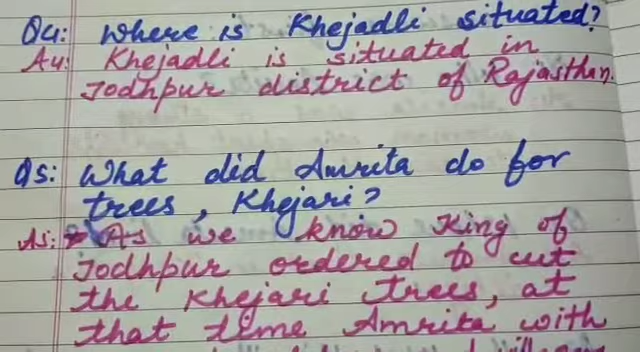 Q4: Where is Khejadli situated?
A4: Khejadli is situated in
Jodhpur district of Rajasthan.
Q5: What did Amrita do for
trees, Khejari?
A5: As we know King of
Jodhpur ordered to cut
the Khejari trees, at
that time Amrita with